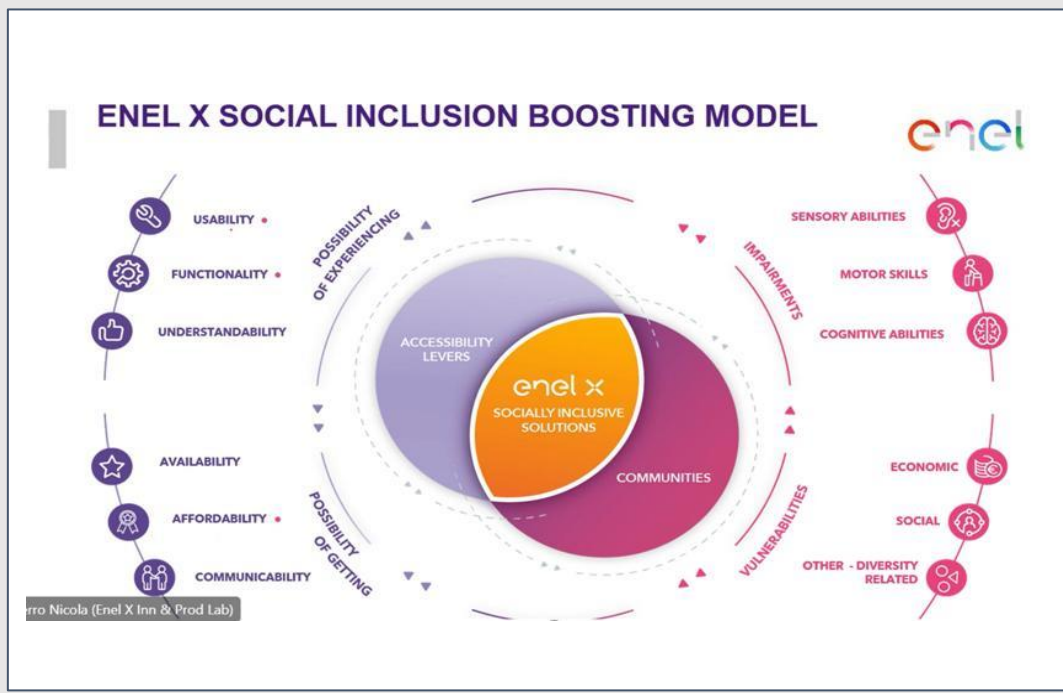 ENEL X SOCIAL INCLUSION BOOSTING MODEL
enel
USABILITY
FUNCTIONALITY
UNDERSTANDABILITY
POSSIBILITY
OF EXPERIENCING
AVAILABILITY
AFFORDABILITY
COMMUNICABILITY
POSSIBILITY
OF GETTING
ACCESSIBILITY
LEVERS
enel x
SOCIALLY INCLUSIVE
SOLUTIONS
COMMUNITIES
IMPAIRMENTS
SENSORY ABILITIES
MOTOR SKILLS
COGNITIVE ABILITIES
VULNERABILITIES
ECONOMIC
SOCIAL
OTHER - DIVERSITY
RELATED
Nicola (Enel X Inn & Prod Lab)